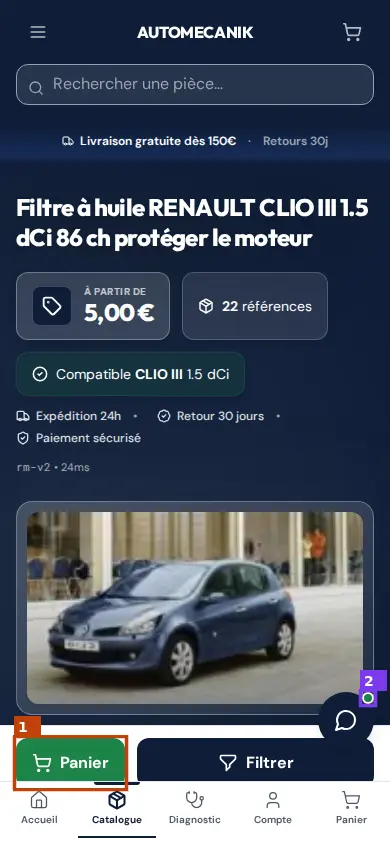 AUTOMECANIK
Rechercher une pièce...
Livraison gratuite dès 150€ · Retours 30j
Filtre à huile RENAULT CLIO III 1.5
dCi 86 ch protéger le moteur
À PARTIR DE
5,00 €
22 références
Compatible CLIO III 1.5 dCi
Expédition 24h • Retour 30 jours •
Paiement sécurisé
rm-v2 • 24ms
2
1
Panier
Filtrer
Accueil
Catalogue
Diagnostic
Compte
Panier